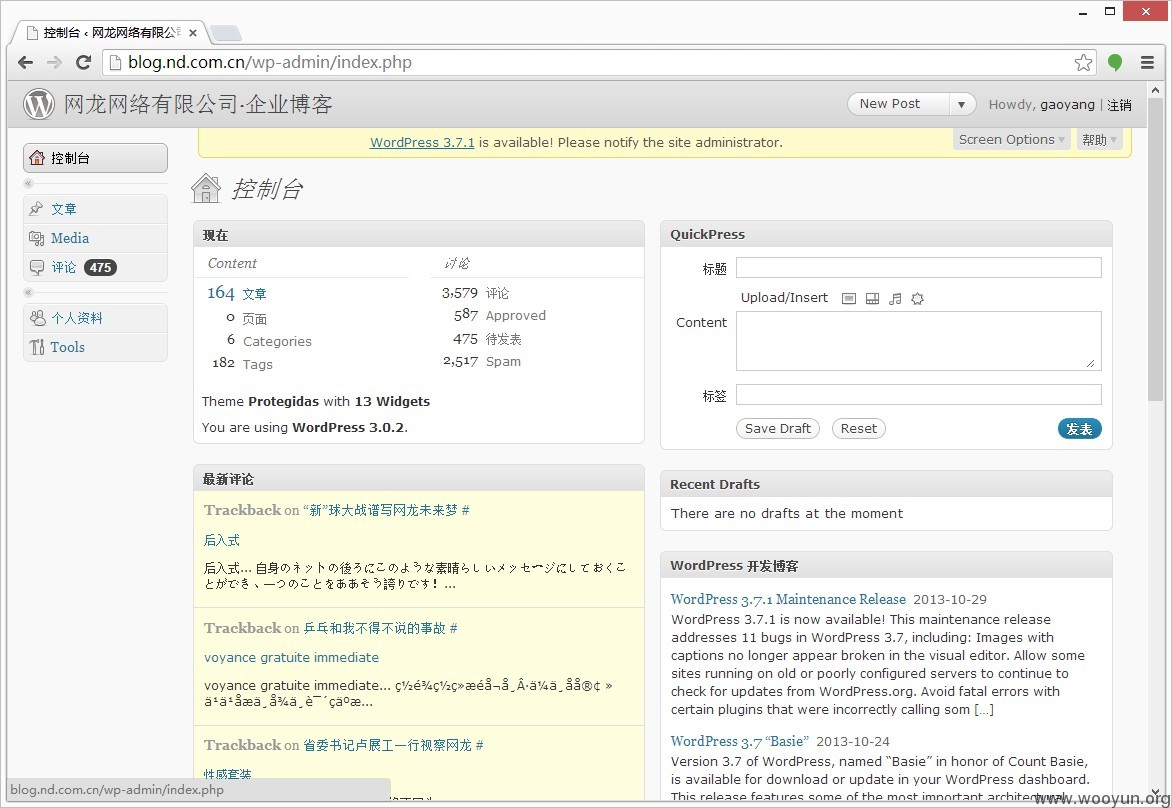 控制台 ‹ 网龙网络有限公司
blog.nd.com.cn/wp-admin/index.php
网龙网络有限公司·企业博客
New Post
Howdy, gaoyang | 注销
WordPress 3.7.1 is available! Please notify the site administrator.
Screen Options
帮助
控制台
文章
Media
评论 475
个人资料
Tools
控制台
现在
Content
讨论
164 文章
3,579 评论
0 页面
587 Approved
6 Categories
475 待发表
182 Tags
2,517 Spam
Theme Protegidas with 13 Widgets
You are using WordPress 3.0.2.
最新评论
Trackback on “新”球大战谱写网龙未来梦 #
后入式
后入式... 自身のネットの後ろにこのような素晴らしいメッセージにしておくこ
とができ、一つのことをああそう誇りです! ...
Trackback on 乒乓和我不得不说的事故 #
voyance gratuite immediate
voyance gratuite immediate...
Trackback on 省委书记卢展工一行视察网龙 #
性感套装
QuickPress
标题
Upload/Insert
Content
标签
Save Draft
Reset
发表
Recent Drafts
There are no drafts at the moment
WordPress 开发博客
WordPress 3.7.1 Maintenance Release 2013-10-29
WordPress 3.7.1 is now available! This maintenance release
addresses 11 bugs in WordPress 3.7, including: Images with
captions no longer appear broken in the visual editor. Allow some
sites running on old or poorly configured servers to continue to
check for updates from WordPress.org. Avoid fatal errors with
certain plugins that were incorrectly calling som [...]
WordPress 3.7 “Basie” 2013-10-24
Version 3.7 of WordPress, named “Basie” in honor of Count Basie,
is available for download or update in your WordPress dashboard.
This release features some of the most important architectural
blog.nd.com.cn/wp-admin/index.php
www.wooyun.org